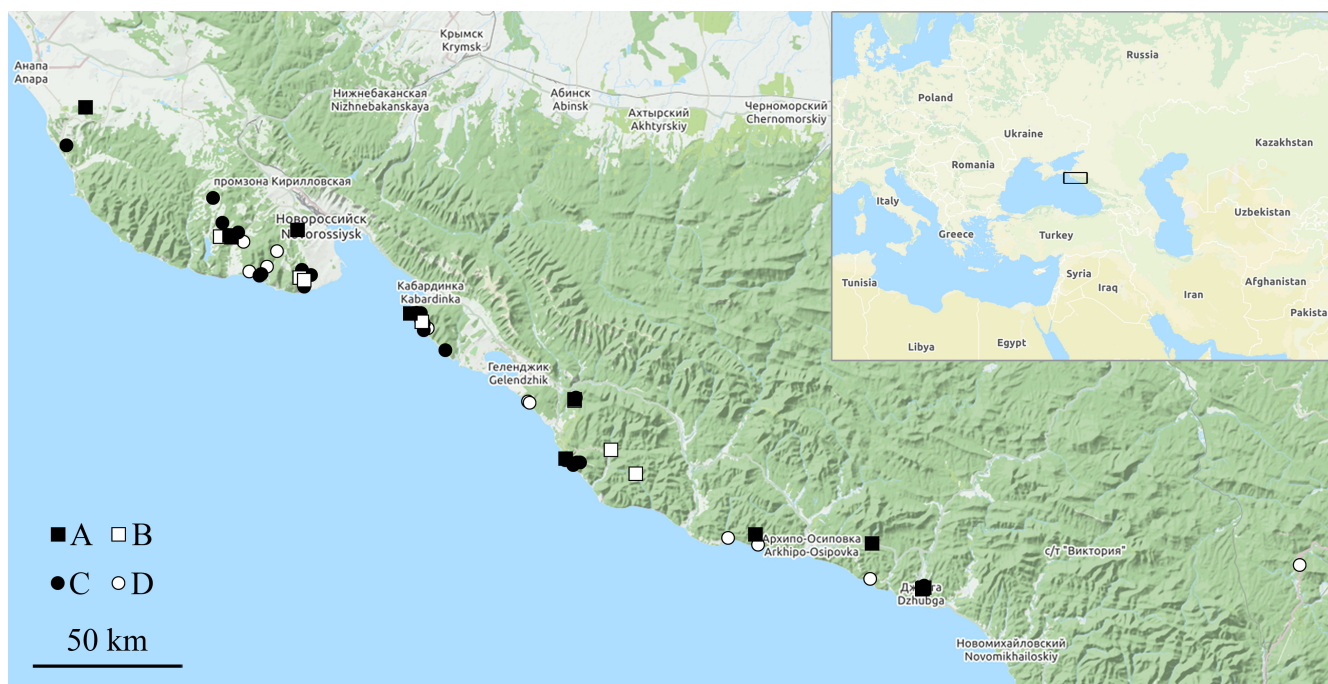 Анапа
Anapa
Крымск
Krymsk
Нижнебаканская
Nizhnebakanskaya
Абинск
Abinsk
Ахтырский
Akhtyrskiy
Черноморский
Chernomorskiy
промзона Кирилловская
Новороссийск
Кабардинка
Kabardinka
Геленджик
Gelendzhik
Архипо-Осиповка
Arkhipo-Osipovka
с/т "Виктория"
Dzhubga
Новомихайловский
Novomikhailoskiy
A B
C D
50 km
Russia
Poland
Ukraine
Kazakhstan
Romania
Italy
Uzbekistan
Greece
Turkey
Syria
Tunisia
Iraq
Iran
Afghanistan
Pakista
Libya
Egypt